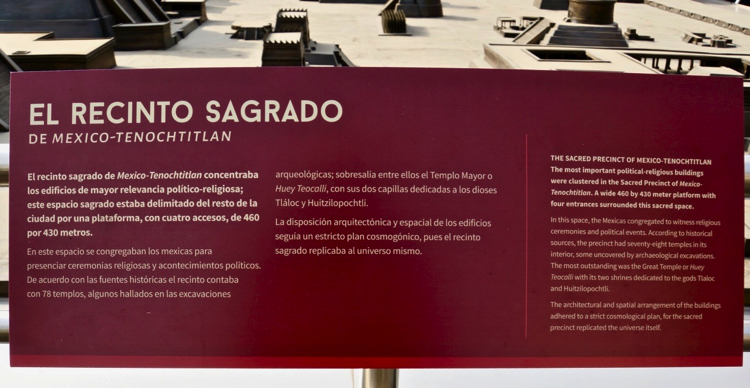 EL RECINTO SAGRADO
DE MEXICO-TENOCHTITLAN
El recinto sagrado de Mexico-Tenochtitlan concentraba
los edificios de mayor relevancia político-religiosa;
este espacio sagrado estaba delimitado del resto de la
ciudad por una plataforma, con cuatro accesos, de 460
por 430 metros.
En este espacio se congregaban los mexicas para
presenciar ceremonias religiosas y acontecimientos políticos.
De acuerdo con las fuentes históricas el recinto contaba
con 78 templos, algunos hallados en las excavaciones
arqueológicas; sobresalía entre ellos el Templo Mayor o
Huey Teocalli, con sus dos capillas dedicadas a los dioses
Tláloc y Huitzilopochtli.
La disposición arquitectónica y espacial de los edificios
seguía un estricto plan cosmogónico, pues el recinto
sagrado replicaba al universo mismo.
THE SACRED PRECINCT OF MEXICO-TENOCHTITLAN
The most important political-religious buildings
were clustered in the Sacred Precinct of Mexico-
Tenochtitlan. A wide 460 by 430 meter platform with
four entrances surrounded this sacred space.
In this space, the Mexicas congregated to witness religious
ceremonies and political events. According to historical
sources, the precinct had seventy-eight temples in its
interior, some uncovered by archaeological excavations.
The most outstanding was the Great Temple or Huey
Teocalli with its two shrines dedicated to the gods Tlaloc
and Huitzilopochtli.
The architectural and spatial arrangement of the buildings
adhered to a strict cosmological plan, for the sacred
precinct replicated the universe itself.